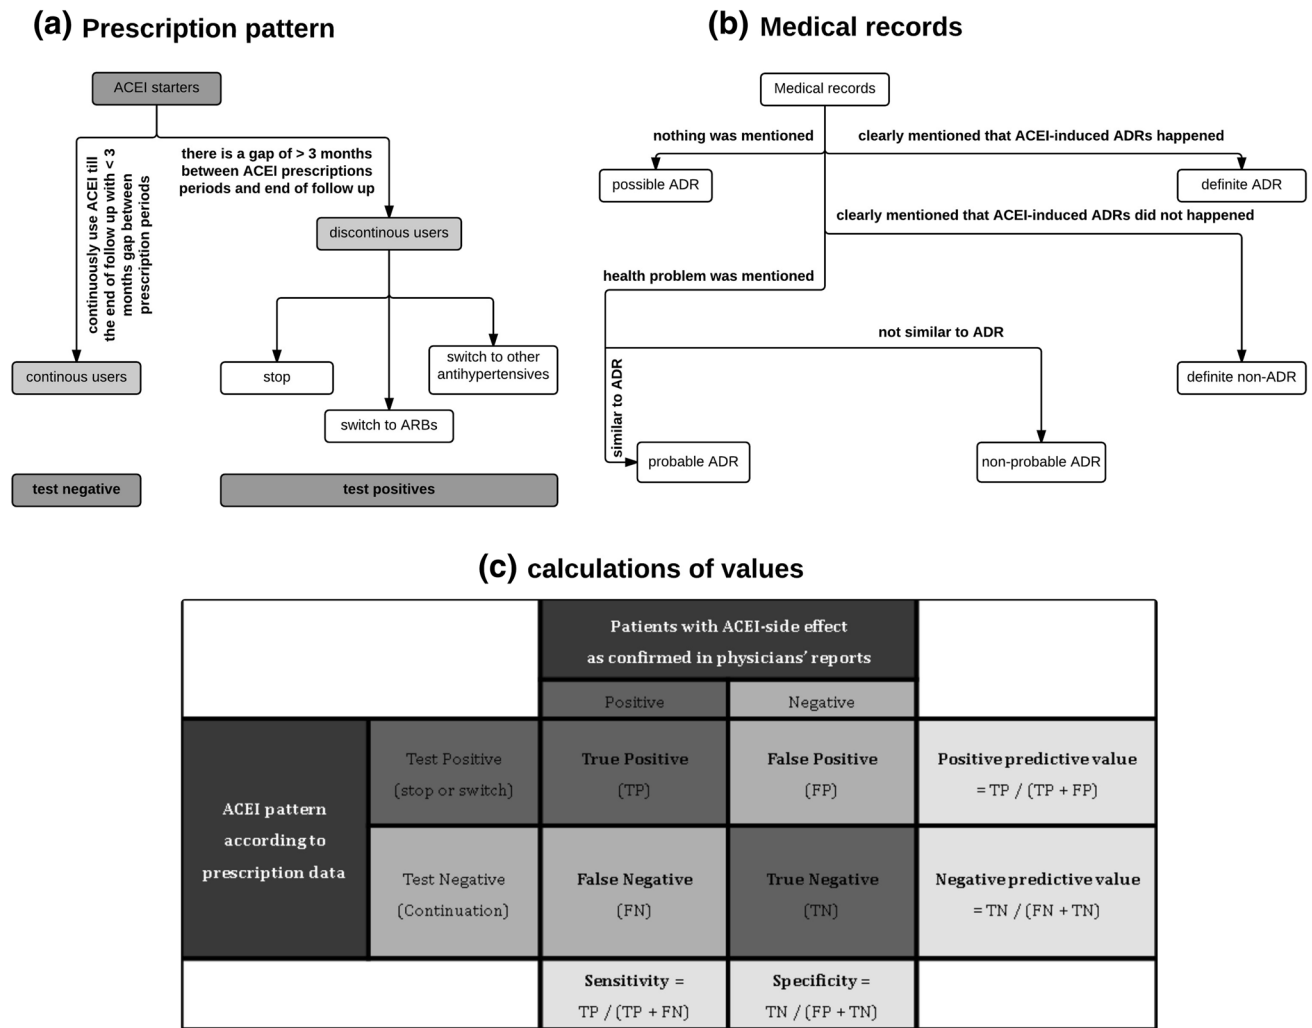 (a) Prescription pattern
ACEI starters
continuously use ACEI till
the end of follow up with < 3
months gap between
prescription periods
there is a gap of > 3 months
between ACEI prescriptions
periods and end of follow up
discontinous users
continous users
stop
switch to other
antihypertensives
switch to ARBs
test negative
test positives
(b) Medical records
Medical records
nothing was mentioned
clearly mentioned that ACEI-induced ADRs happened
possible ADR
definite ADR
clearly mentioned that ACEI-induced ADRs did not happened
health problem was mentioned
not similar to ADR
similar to ADR
definite non-ADR
probable ADR
non-probable ADR
(c) calculations of values
Patients with ACEI-side effect
as confirmed in physicians’ reports
Positive
Negative
ACEI pattern
according to
prescription data
Test Positive
(stop or switch)
True Positive
(TP)
False Positive
(FP)
Positive predictive value
= TP / (TP + FP)
Test Negative
(Continuation)
False Negative
(FN)
True Negative
(TN)
Negative predictive value
= TN / (FN + TN)
Sensitivity =
TP / (TP + FN)
Specificity =
TN / (FP + TN)